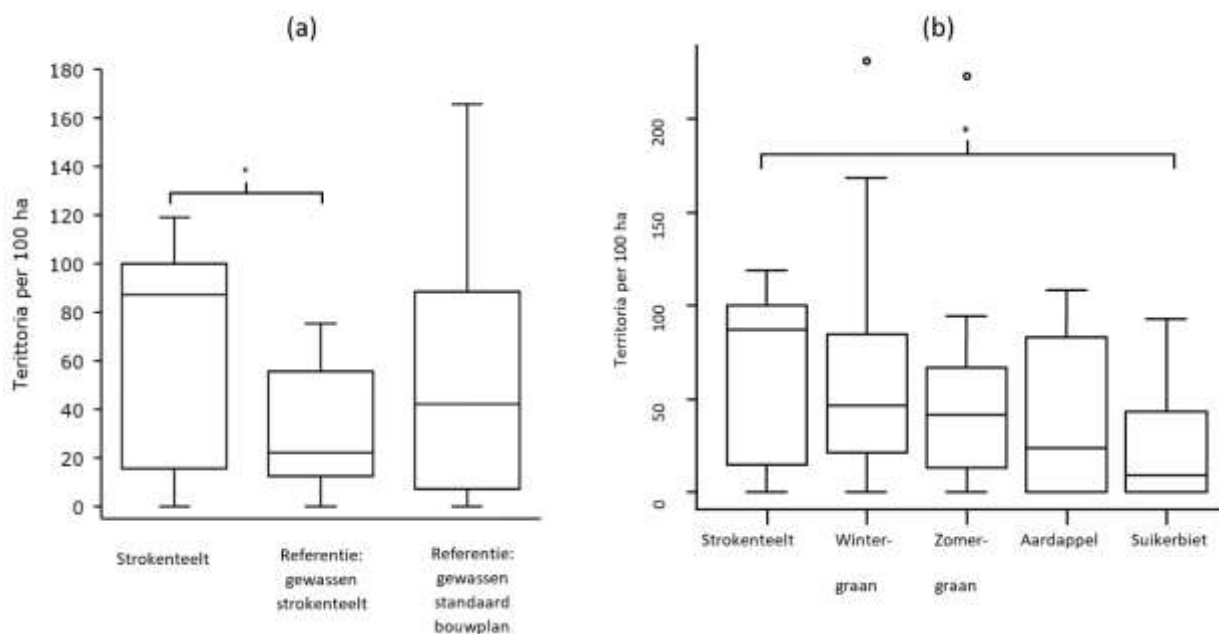 (a)
Terittoria per 100 ha
180
160
140
120
100
80
60
40
20
0
*
Strokenteelt
Referentie:
gewassen
strokenteelt
Referentie:
gewassen
standaard
bouwplan
(b)
Territoria per 100 ha
200
150
100
50
0
*
Strokenteelt
Winter-
graan
Zomer-
graan
Aardappel
Suikerbiet